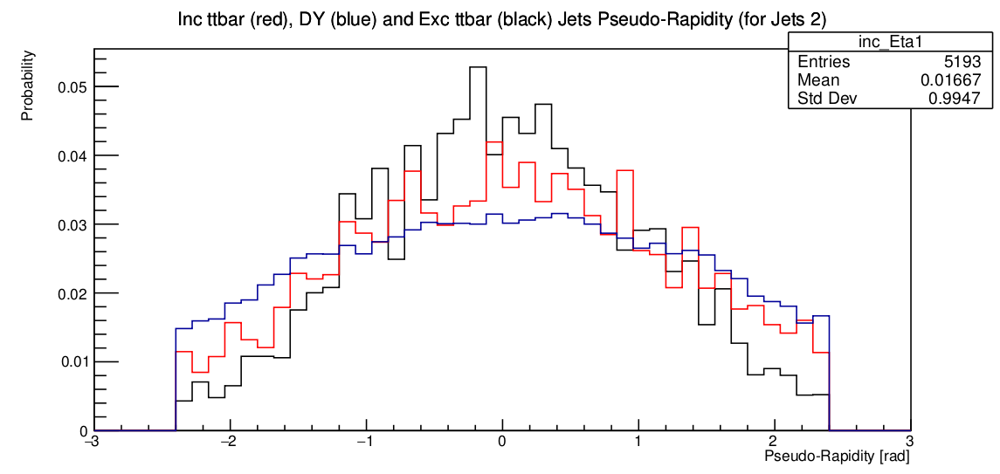 Inc ttbar (red), DY (blue) and Exc ttbar (black) Jets Pseudo-Rapidity (for Jets 2)
inc_Eta1
Entries 5193
Mean 0.01667
Std Dev 0.9947
Probability
0.05
0.04
0.03
0.02
0.01
0
−3 −2 −1 0 1 2 3
Pseudo-Rapidity [rad]